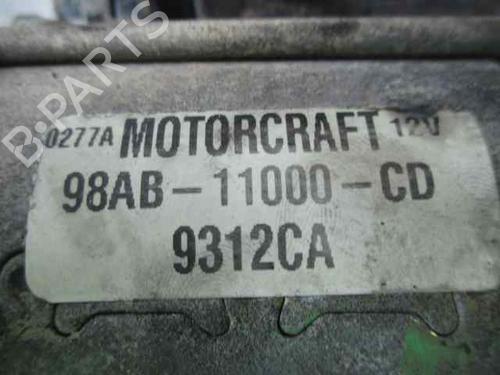 B-PARTS
0277A MOTORCRAFT 12V
98AB-11000-CD
9312CA